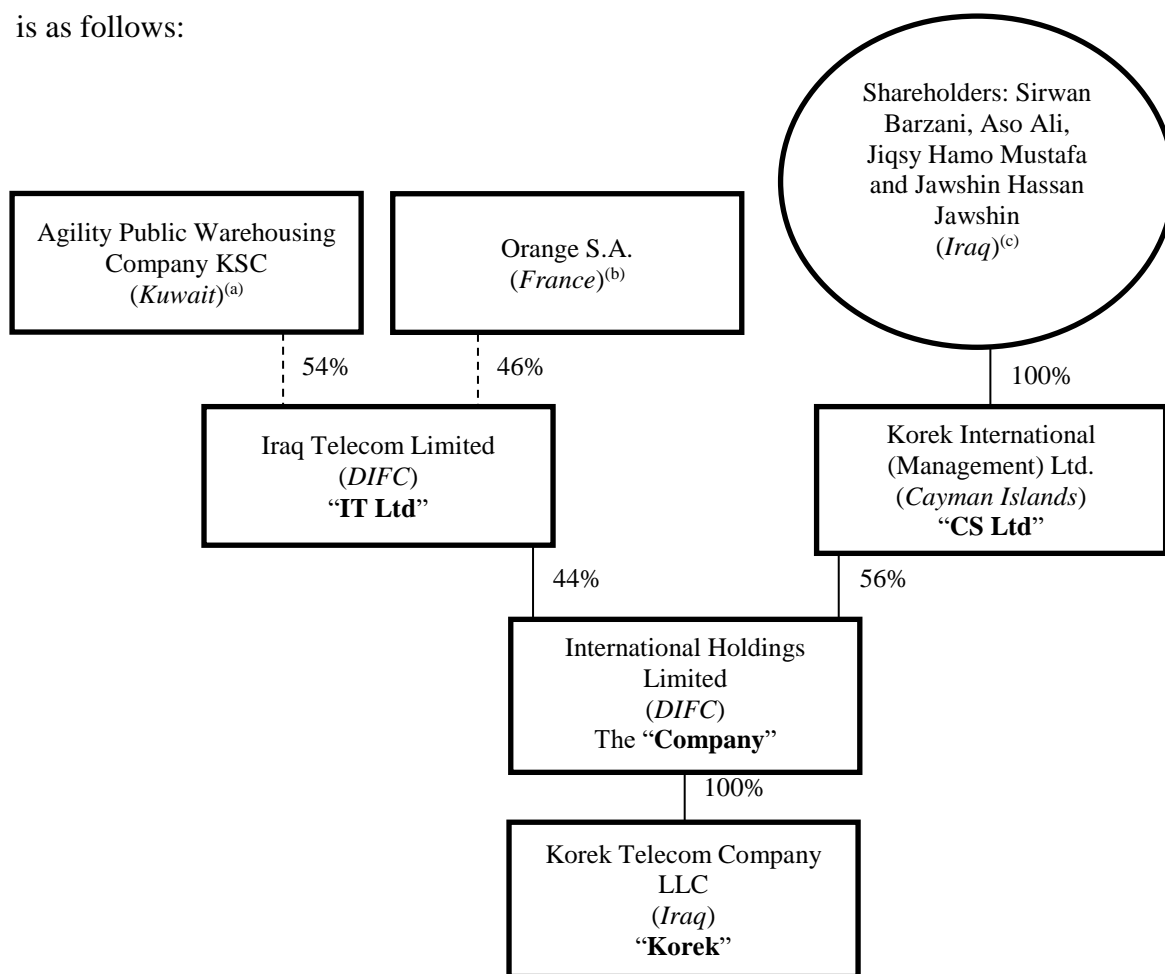 is as follows:
Shareholders: Sirwan
Barzani, Aso Ali,
Jiqsy Hamo Mustafa
and Jawshin Hassan
Jawshin
(Iraq)(c)
Agility Public Warehousing
Company KSC
(Kuwait)(a)
Orange S.A.
(France)(b)
54%
46%
100%
Iraq Telecom Limited
(DIFC)
“IT Ltd”
Korek International
(Management) Ltd.
(Cayman Islands)
“CS Ltd”
44%
56%
International Holdings
Limited
(DIFC)
The “Company”
100%
Korek Telecom Company
LLC
(Iraq)
“Korek”